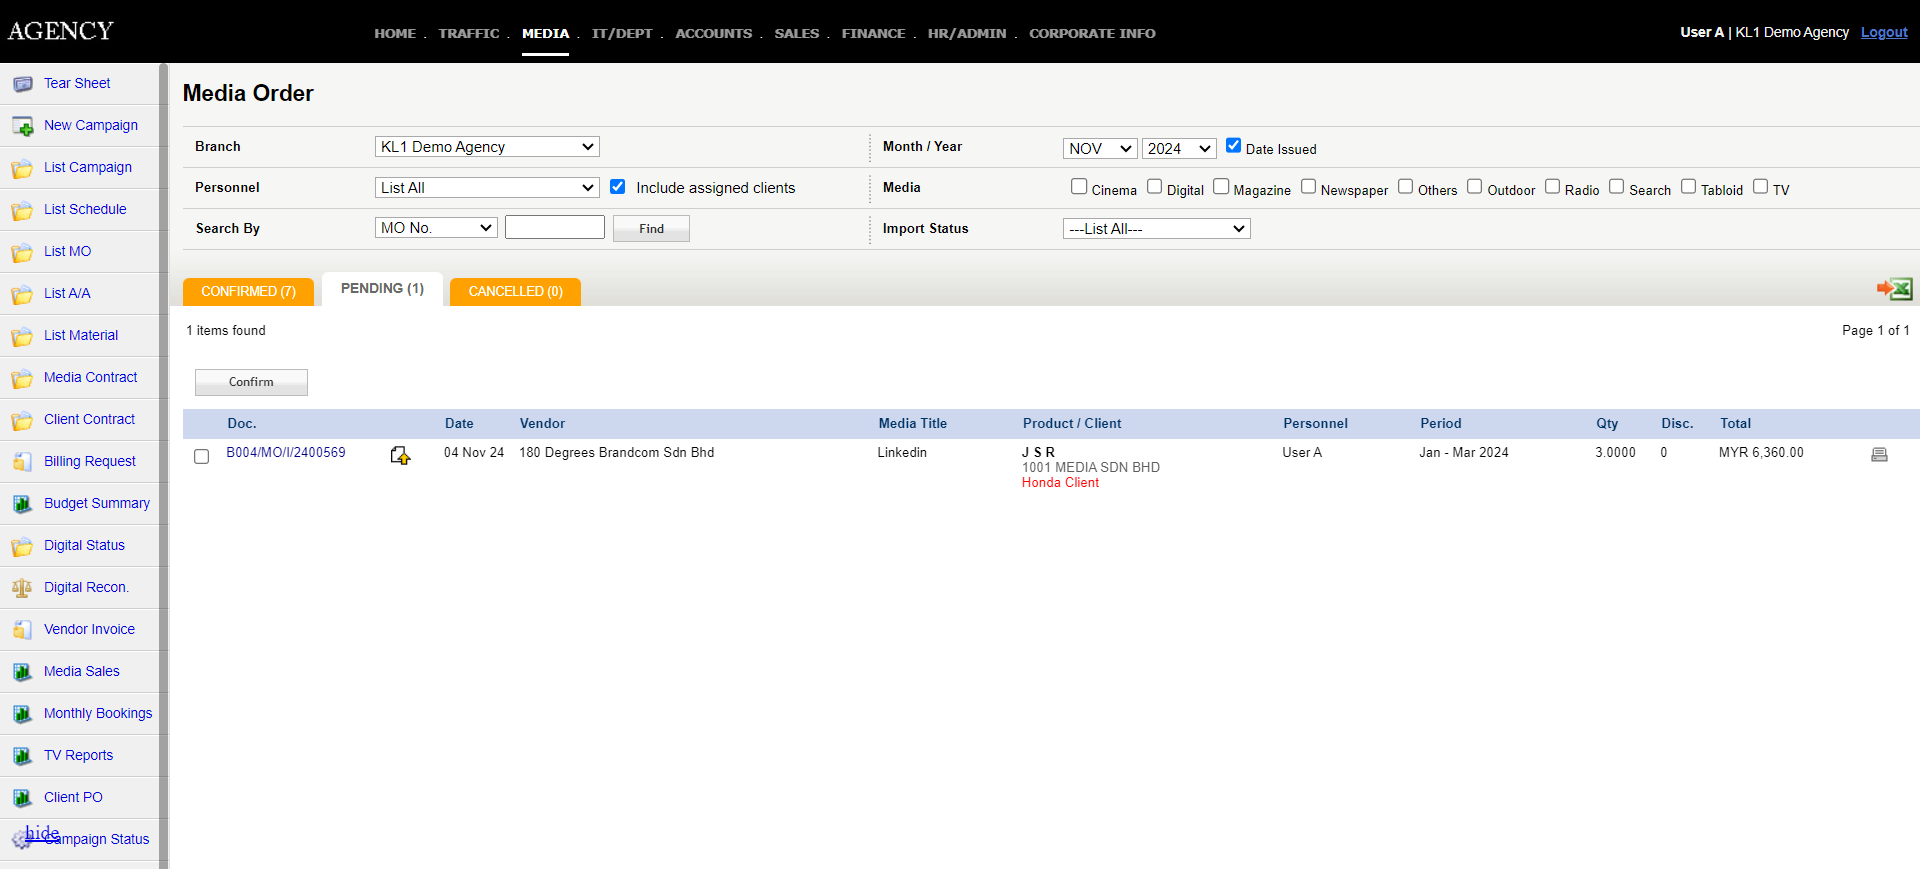 AGENCY
HOME . TRAFFIC . MEDIA . IT/DEPT . ACCOUNTS . SALES . FINANCE . HR/ADMIN . CORPORATE INFO
User A | KL1 Demo Agency Logout
Tear Sheet
New Campaign
List Campaign
List Schedule
List MO
List A/A
List Material
Media Contract
Client Contract
Billing Request
Budget Summary
Digital Status
Digital Recon.
Vendor Invoice
Media Sales
Monthly Bookings
TV Reports
Client PO
hide
Campaign Status
Media Order
Branch KL1 Demo Agency Month / Year NOV 2024 Date Issued
Personnel List All Include assigned clients Media Cinema Digital Magazine Newspaper Others Outdoor Radio Search Tabloid TV
Search By MO No. Find Import Status ---List All---
CONFIRMED (7) PENDING (1) CANCELLED (0)
1 items found Page 1 of 1
Confirm
Doc. Date Vendor Media Title Product / Client Personnel Period Qty Disc. Total
B004/MO/I/2400569 04 Nov 24 180 Degrees Brandcom Sdn Bhd Linkedin J S R User A Jan - Mar 2024 3.0000 0 MYR 6,360.00
1001 MEDIA SDN BHD
Honda Client